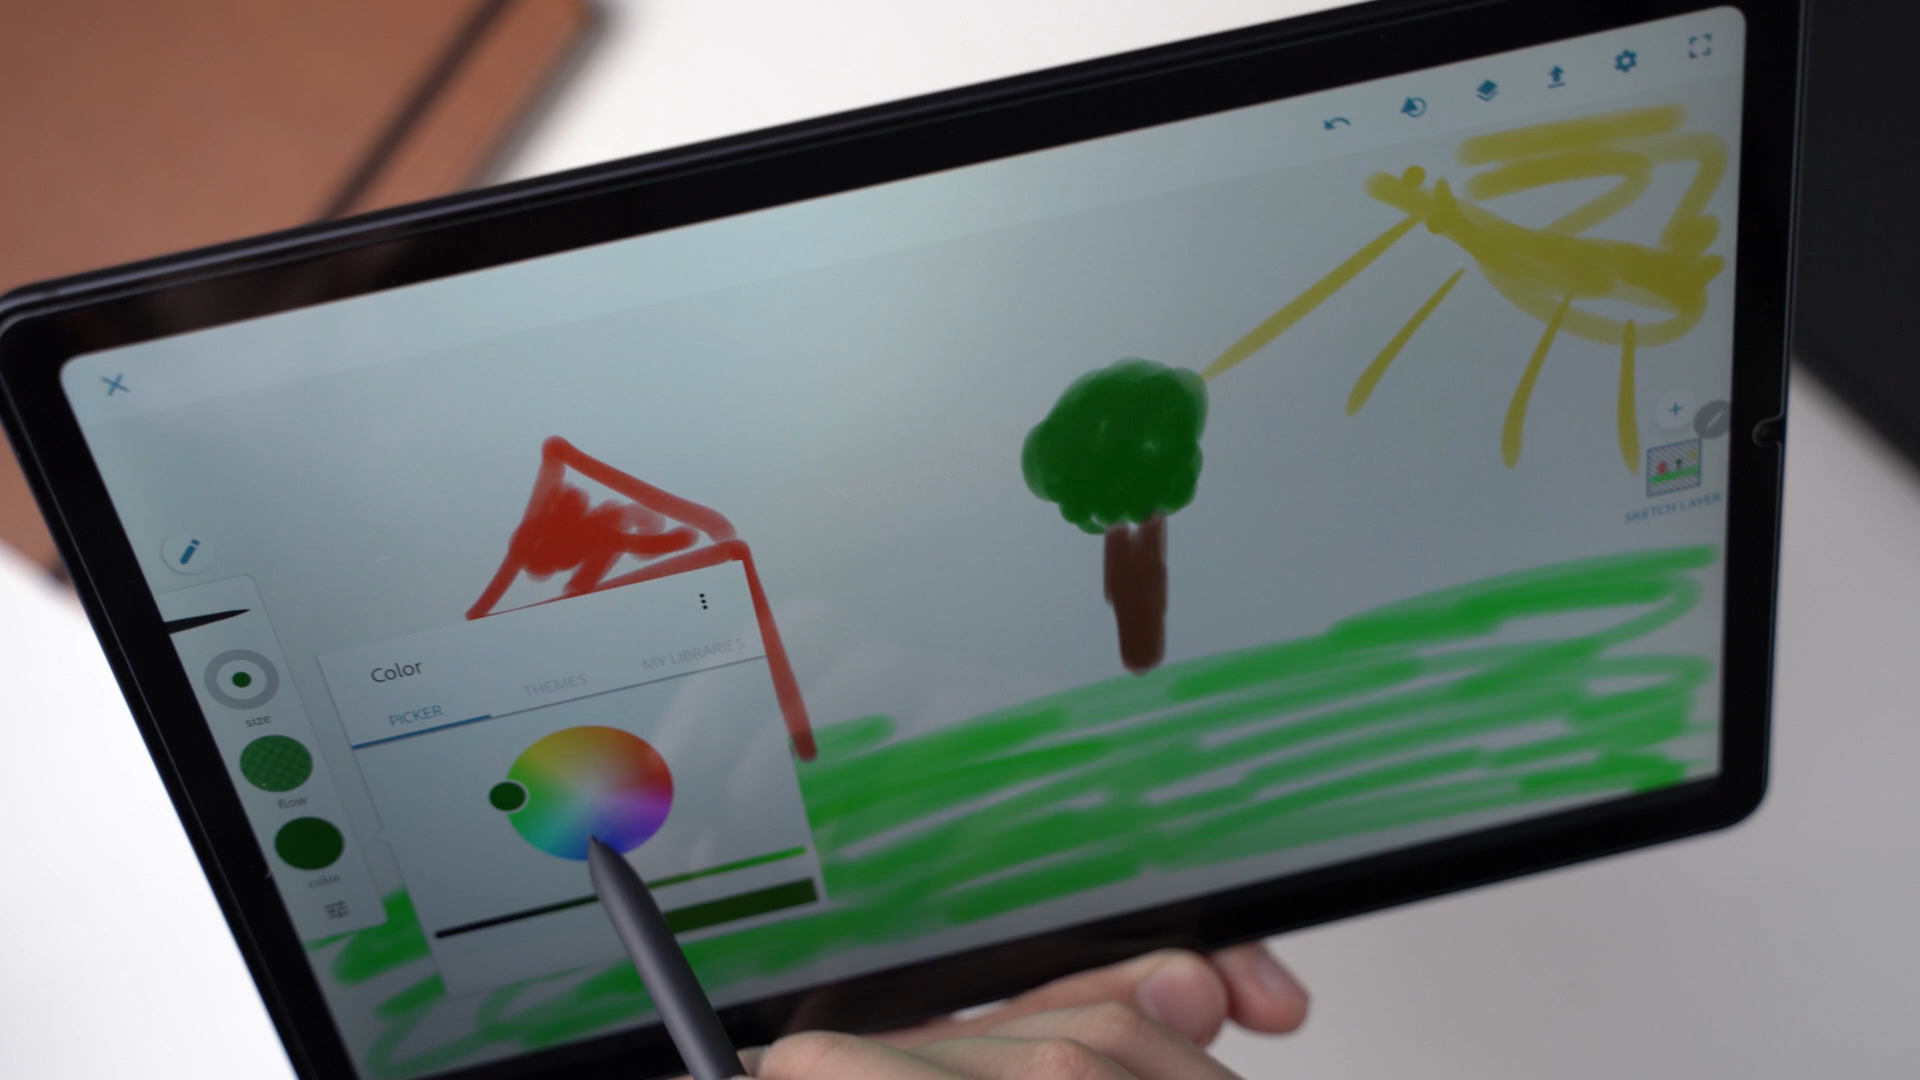 SKETCH LAYER
Color
PICKER
THEMES
MY LIBRARIES
size
flow
color